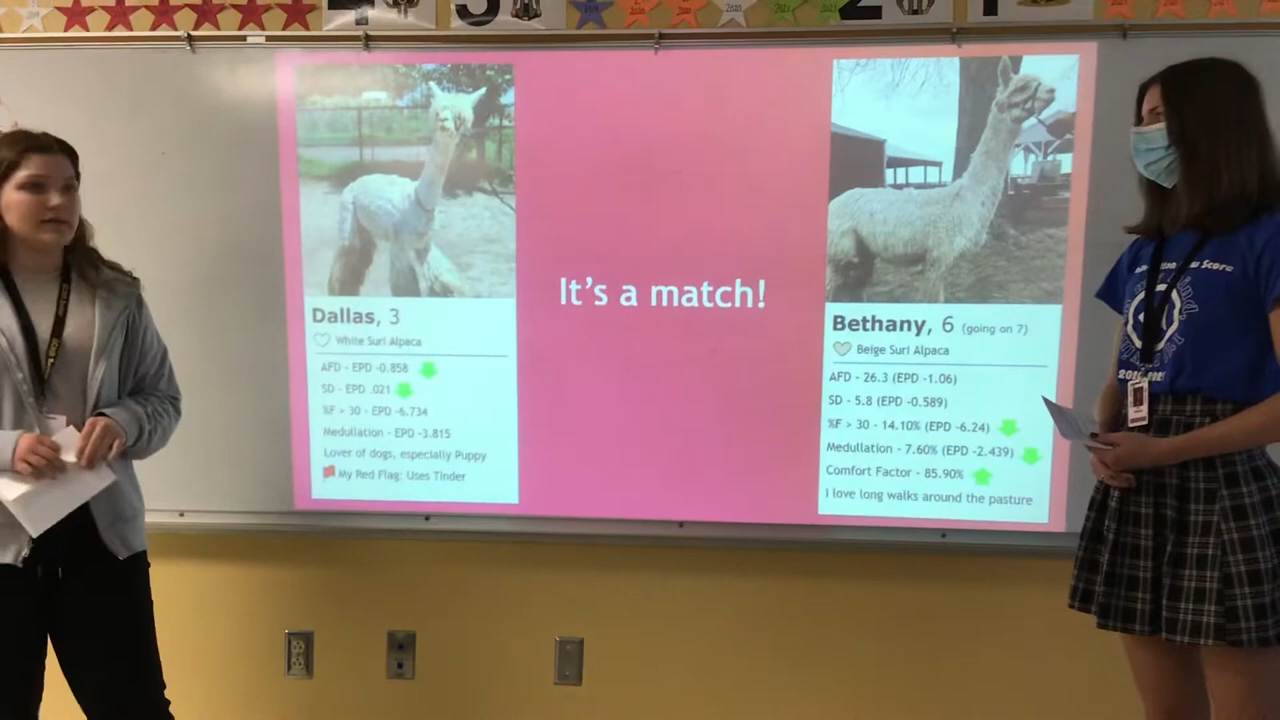 It's a match!
Dallas, 3
White Suri Alpaca
AFD - EPD -0.858
SD - EPD .021
%F > 30 - EPD -6.734
Medullation - EPD -3.815
Lover of dogs, especially Puppy
My Red Flag: Uses Tinder
Bethany, 6 (going on 7)
Beige Suri Alpaca
AFD - 26.3 (EPD -1.06)
SD - 5.8 (EPD -0.589)
%F > 30 - 14.10% (EPD -6.24)
Medullation - 7.60% (EPD -2.439)
Comfort Factor - 85.90%
I love long walks around the pasture